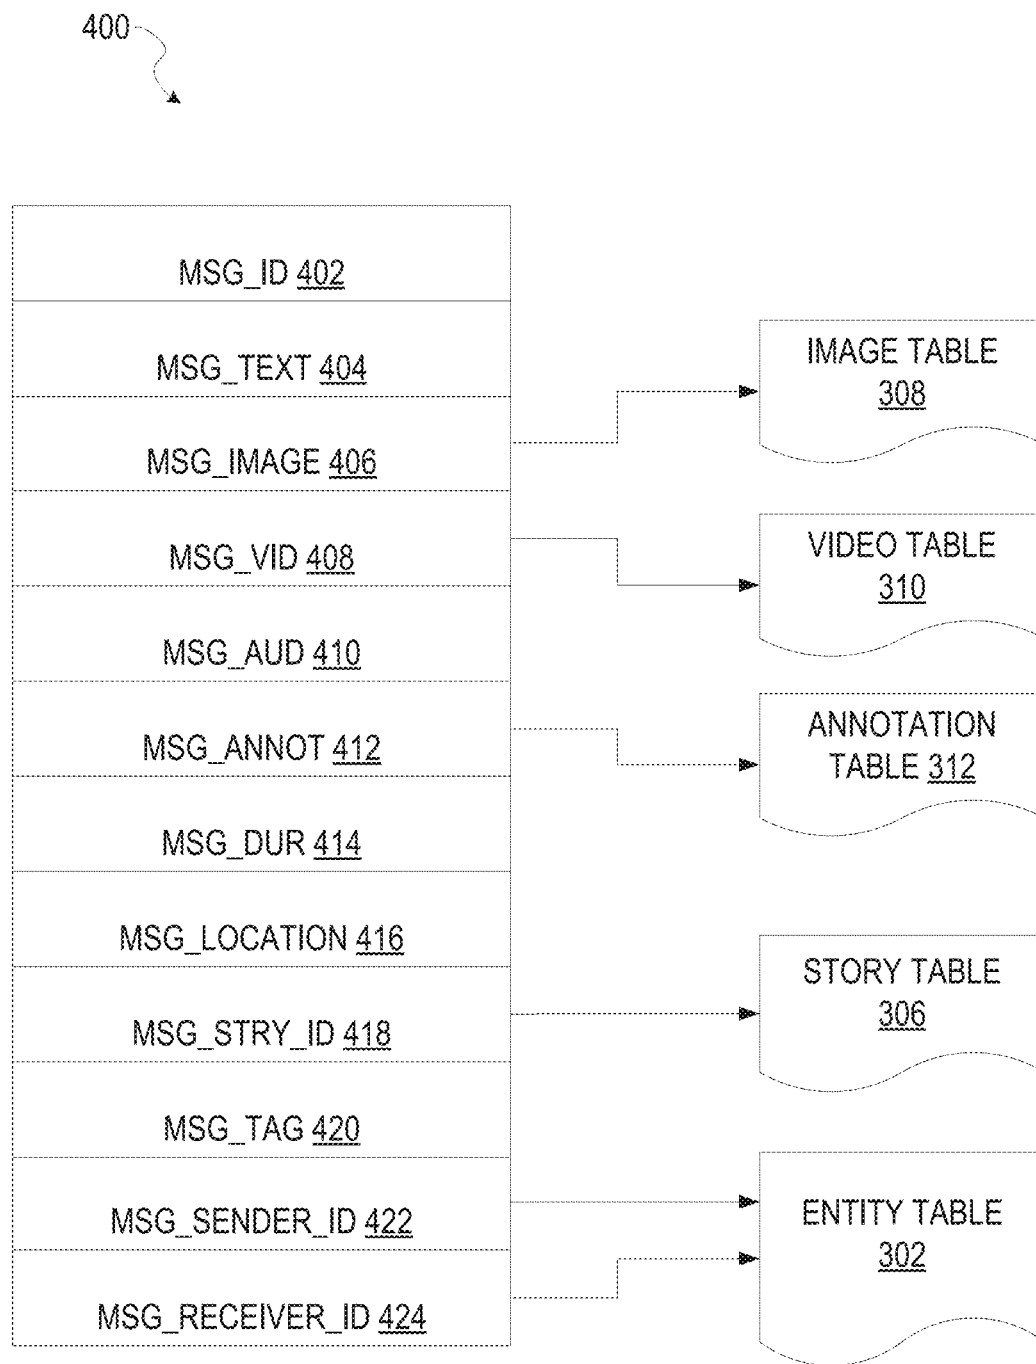 400
MSG_ID 402
MSG_TEXT 404
MSG_IMAGE 406
MSG_VID 408
MSG_AUD 410
MSG_ANNOT 412
MSG_DUR 414
MSG_LOCATION 416
MSG_STRY_ID 418
MSG_TAG 420
MSG_SENDER_ID 422
MSG_RECEIVER_ID 424
IMAGE TABLE
308
VIDEO TABLE
310
ANNOTATION
TABLE 312
STORY TABLE
306
ENTITY TABLE
302